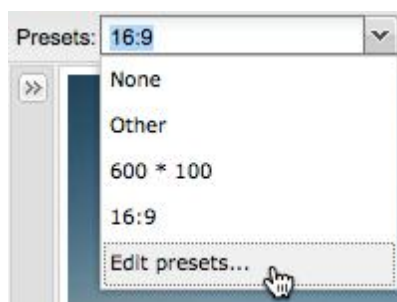 Presets: 16:9
None
Other
600 * 100
16:9
Edit presets...